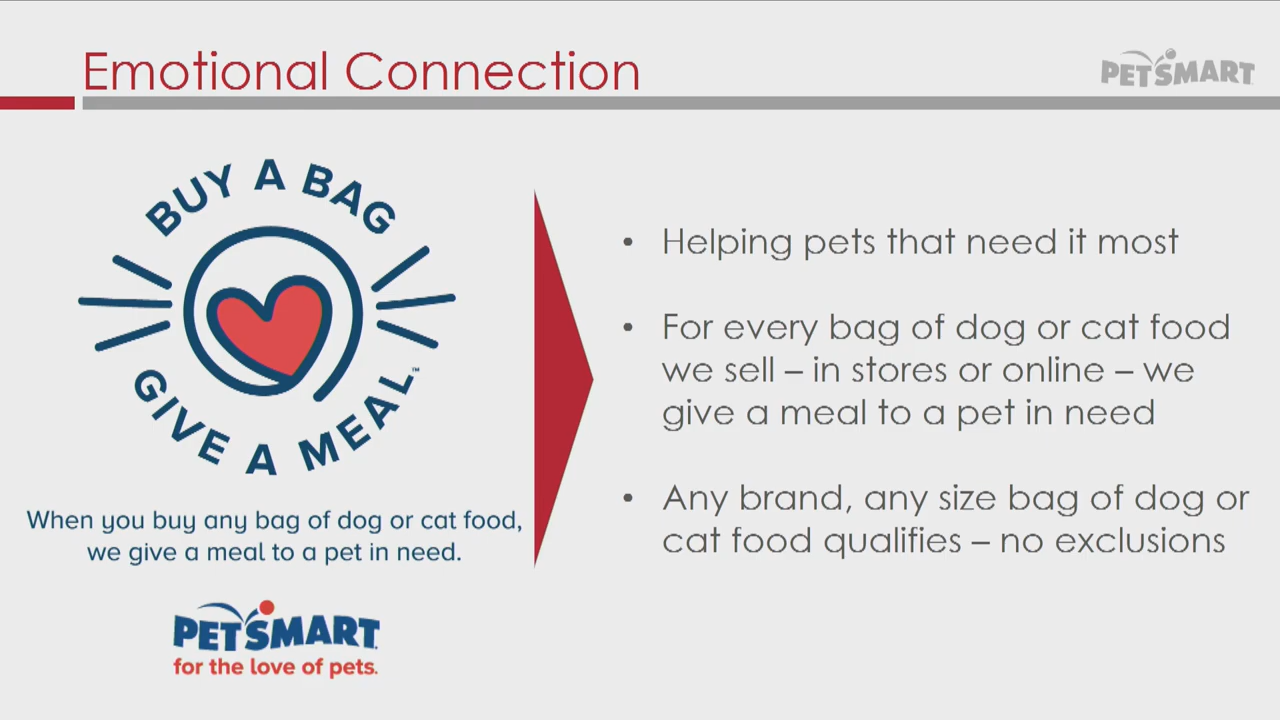 Emotional Connection
PETSMART
BUY A BAG
GIVE A MEAL™
When you buy any bag of dog or cat food,
we give a meal to a pet in need.
PETSMART
for the love of pets.
• Helping pets that need it most
• For every bag of dog or cat food
we sell – in stores or online – we
give a meal to a pet in need
• Any brand, any size bag of dog or
cat food qualifies – no exclusions